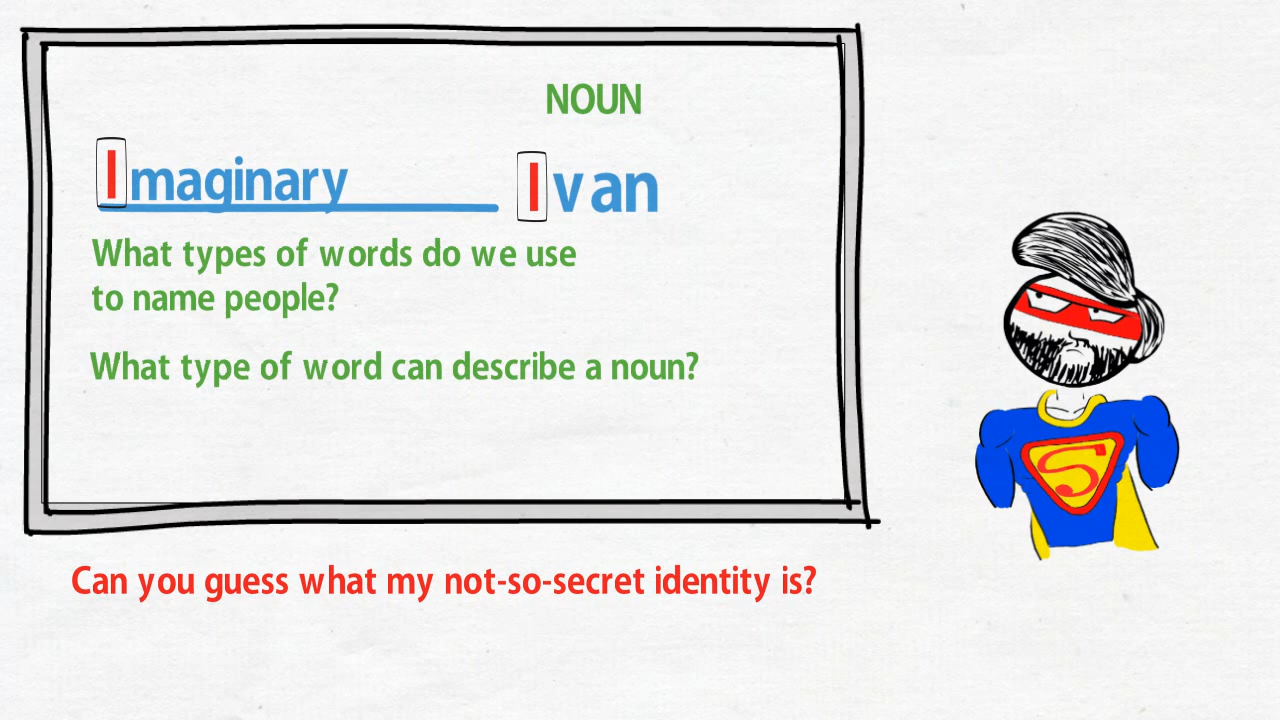 NOUN
Imaginary Ivan
What types of words do we use
to name people?
What type of word can describe a noun?
S
Can you guess what my not-so-secret identity is?